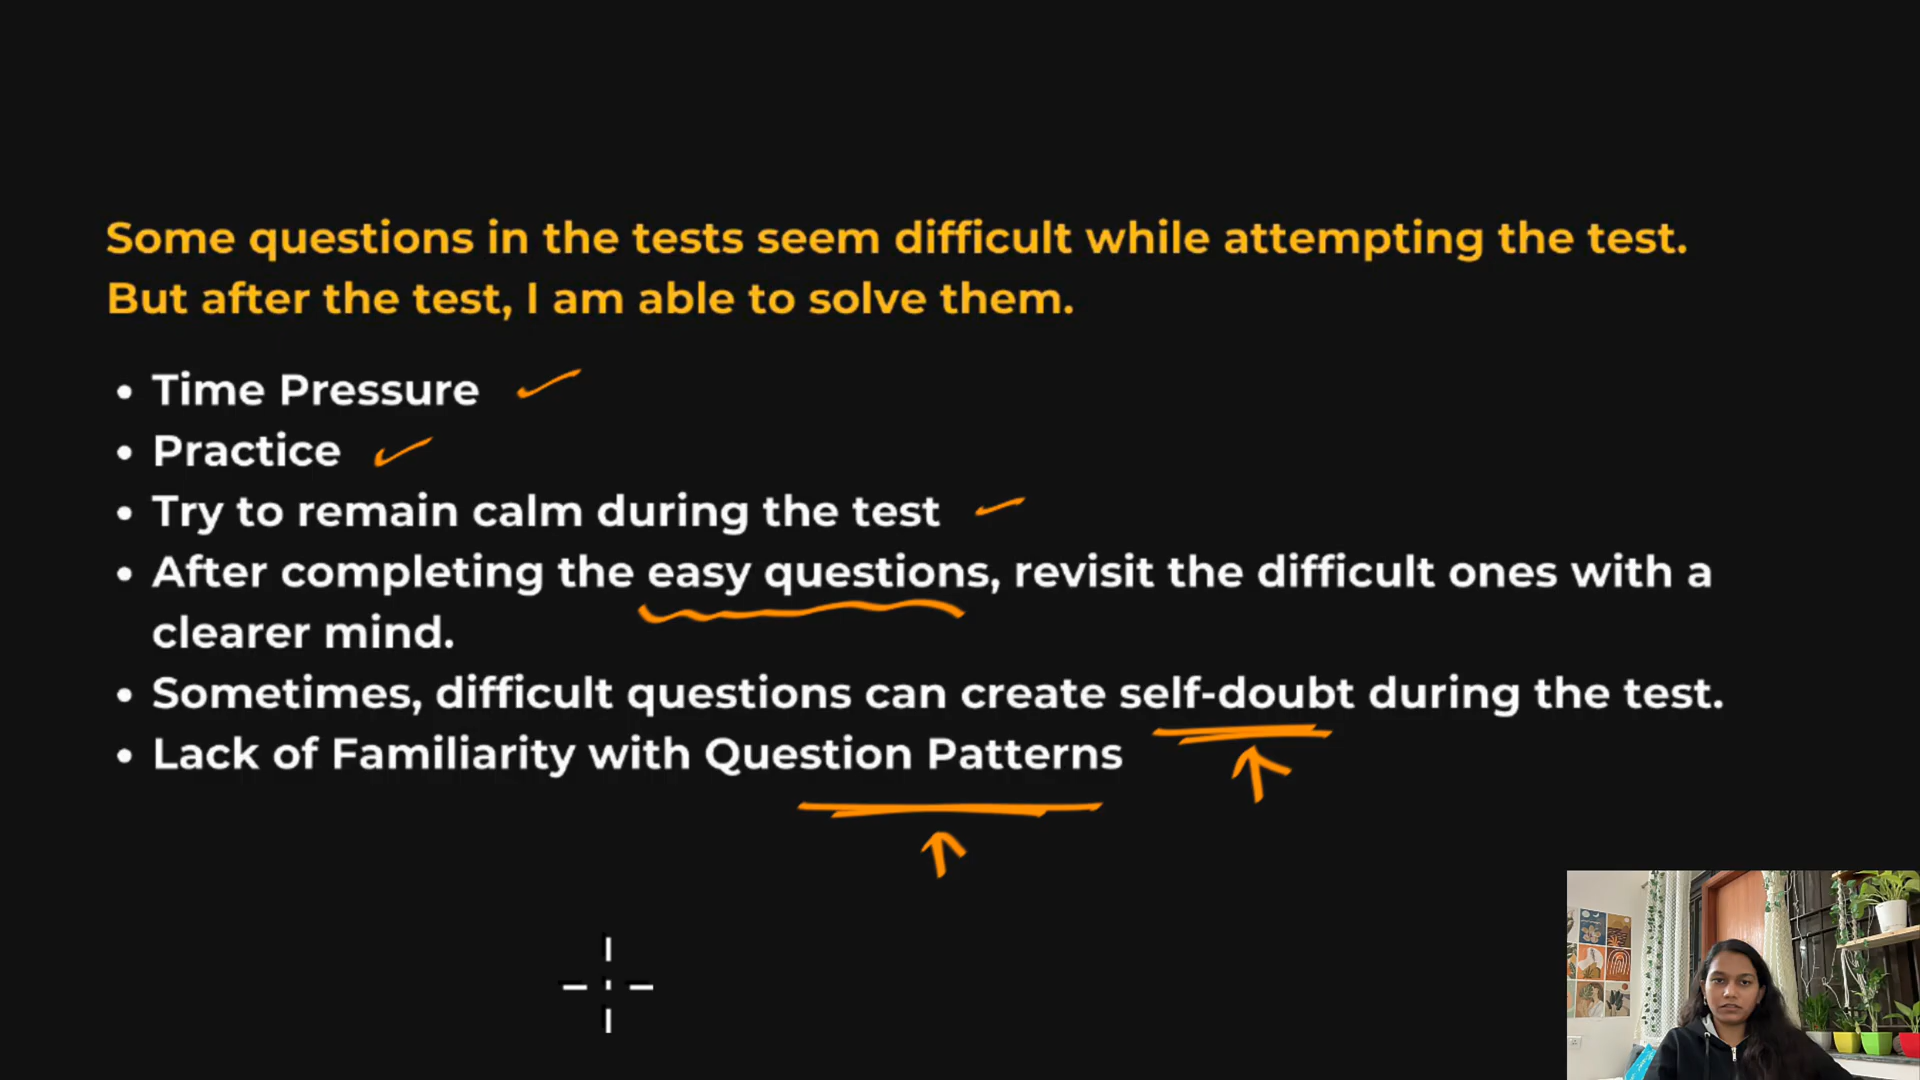 Some questions in the tests seem difficult while attempting the test.
But after the test, I am able to solve them.
• Time Pressure
• Practice
• Try to remain calm during the test
• After completing the easy questions, revisit the difficult ones with a
clearer mind.
• Sometimes, difficult questions can create self-doubt during the test.
• Lack of Familiarity with Question Patterns